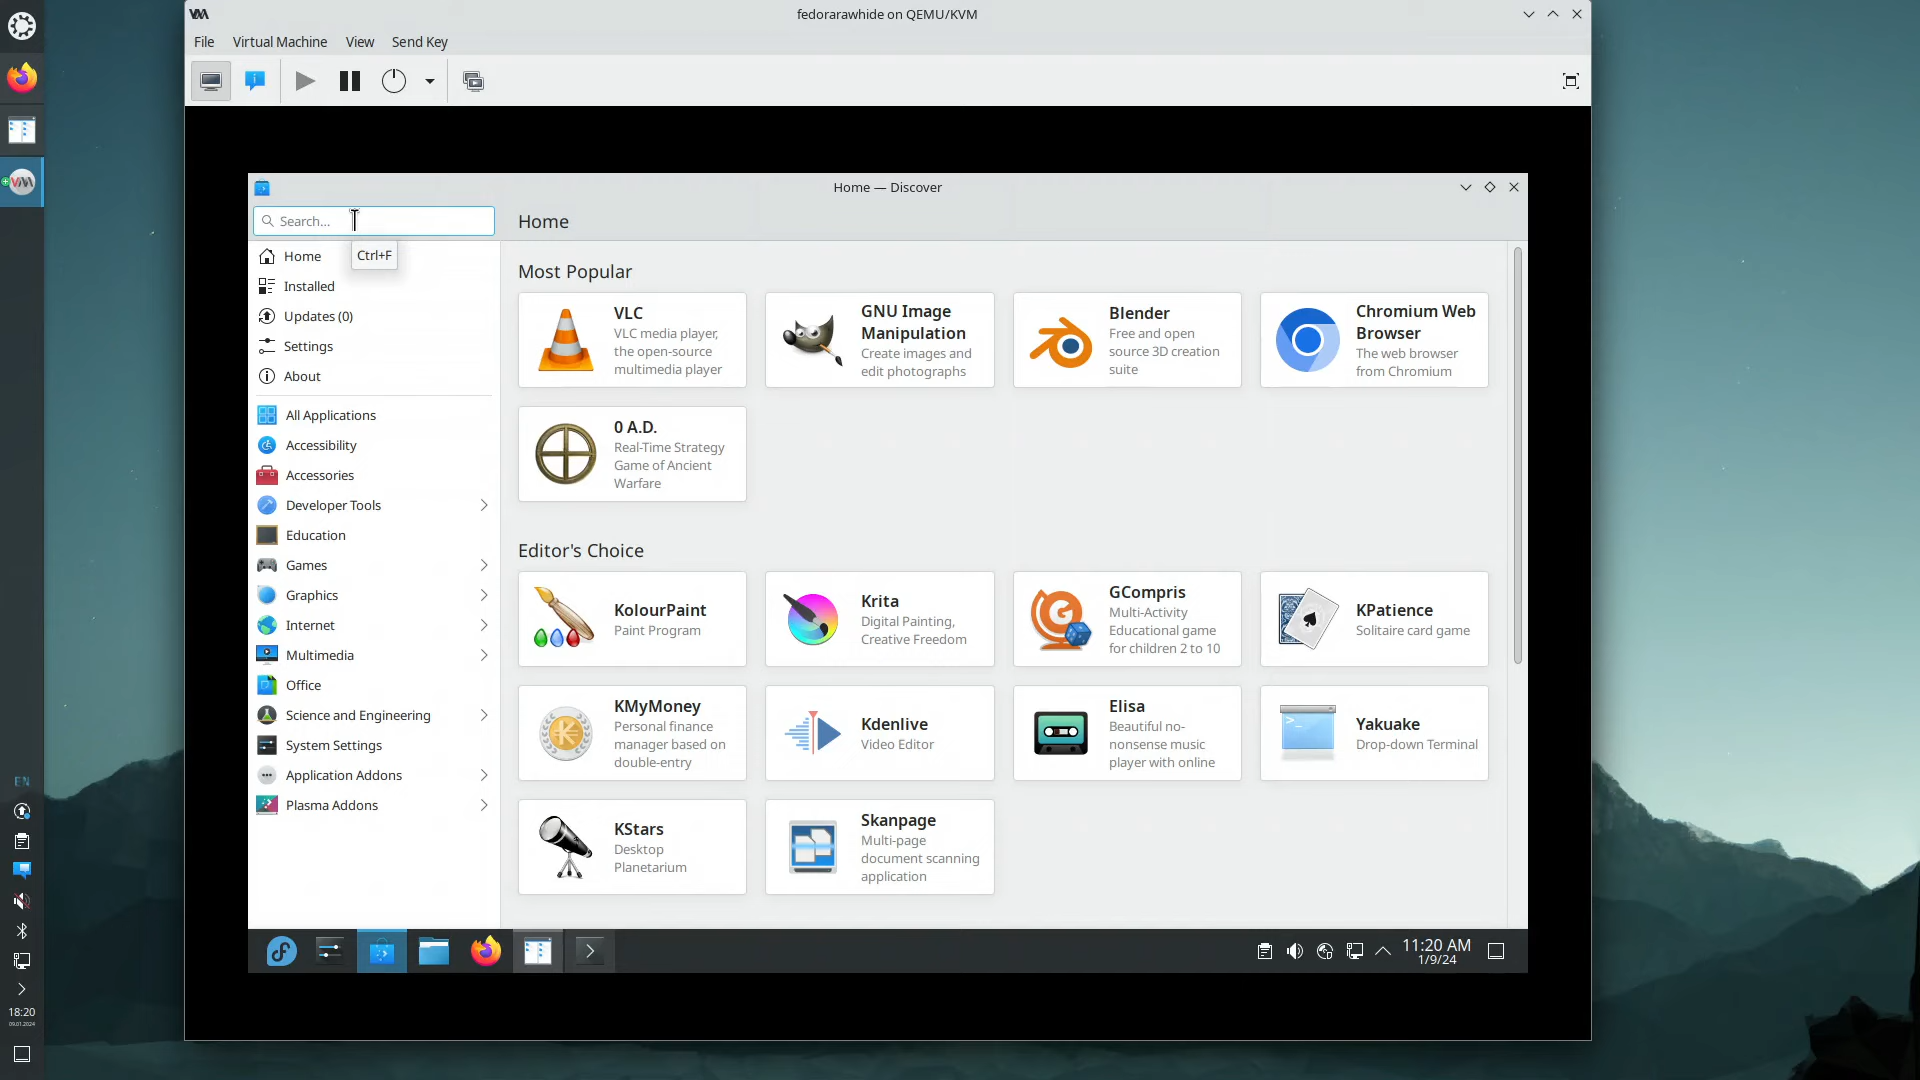 fedorarawhide on QEMU/KVM
File Virtual Machine View Send Key
Home — Discover
Search...
Home
Ctrl+F
Home
Installed
Updates (0)
Settings
About
All Applications
Accessibility
Accessories
Developer Tools
Education
Games
Graphics
Internet
Multimedia
Office
Science and Engineering
System Settings
Application Addons
Plasma Addons
Most Popular
VLC
VLC media player,
the open-source
multimedia player
GNU Image
Manipulation
Create images and
edit photographs
Blender
Free and open
source 3D creation
suite
Chromium Web
Browser
The web browser
from Chromium
0 A.D.
Real-Time Strategy
Game of Ancient
Warfare
Editor's Choice
KolourPaint
Paint Program
Krita
Digital Painting,
Creative Freedom
GCompris
Multi-Activity
Educational game
for children 2 to 10
KPatience
Solitaire card game
KMyMoney
Personal finance
manager based on
double-entry
Kdenlive
Video Editor
Elisa
Beautiful no-
nonsense music
player with online
Yakuake
Drop-down Terminal
KStars
Desktop
Planetarium
Skanpage
Multi-page
document scanning
application
11:20 AM
1/9/24
EN
18:20
09.01.2024